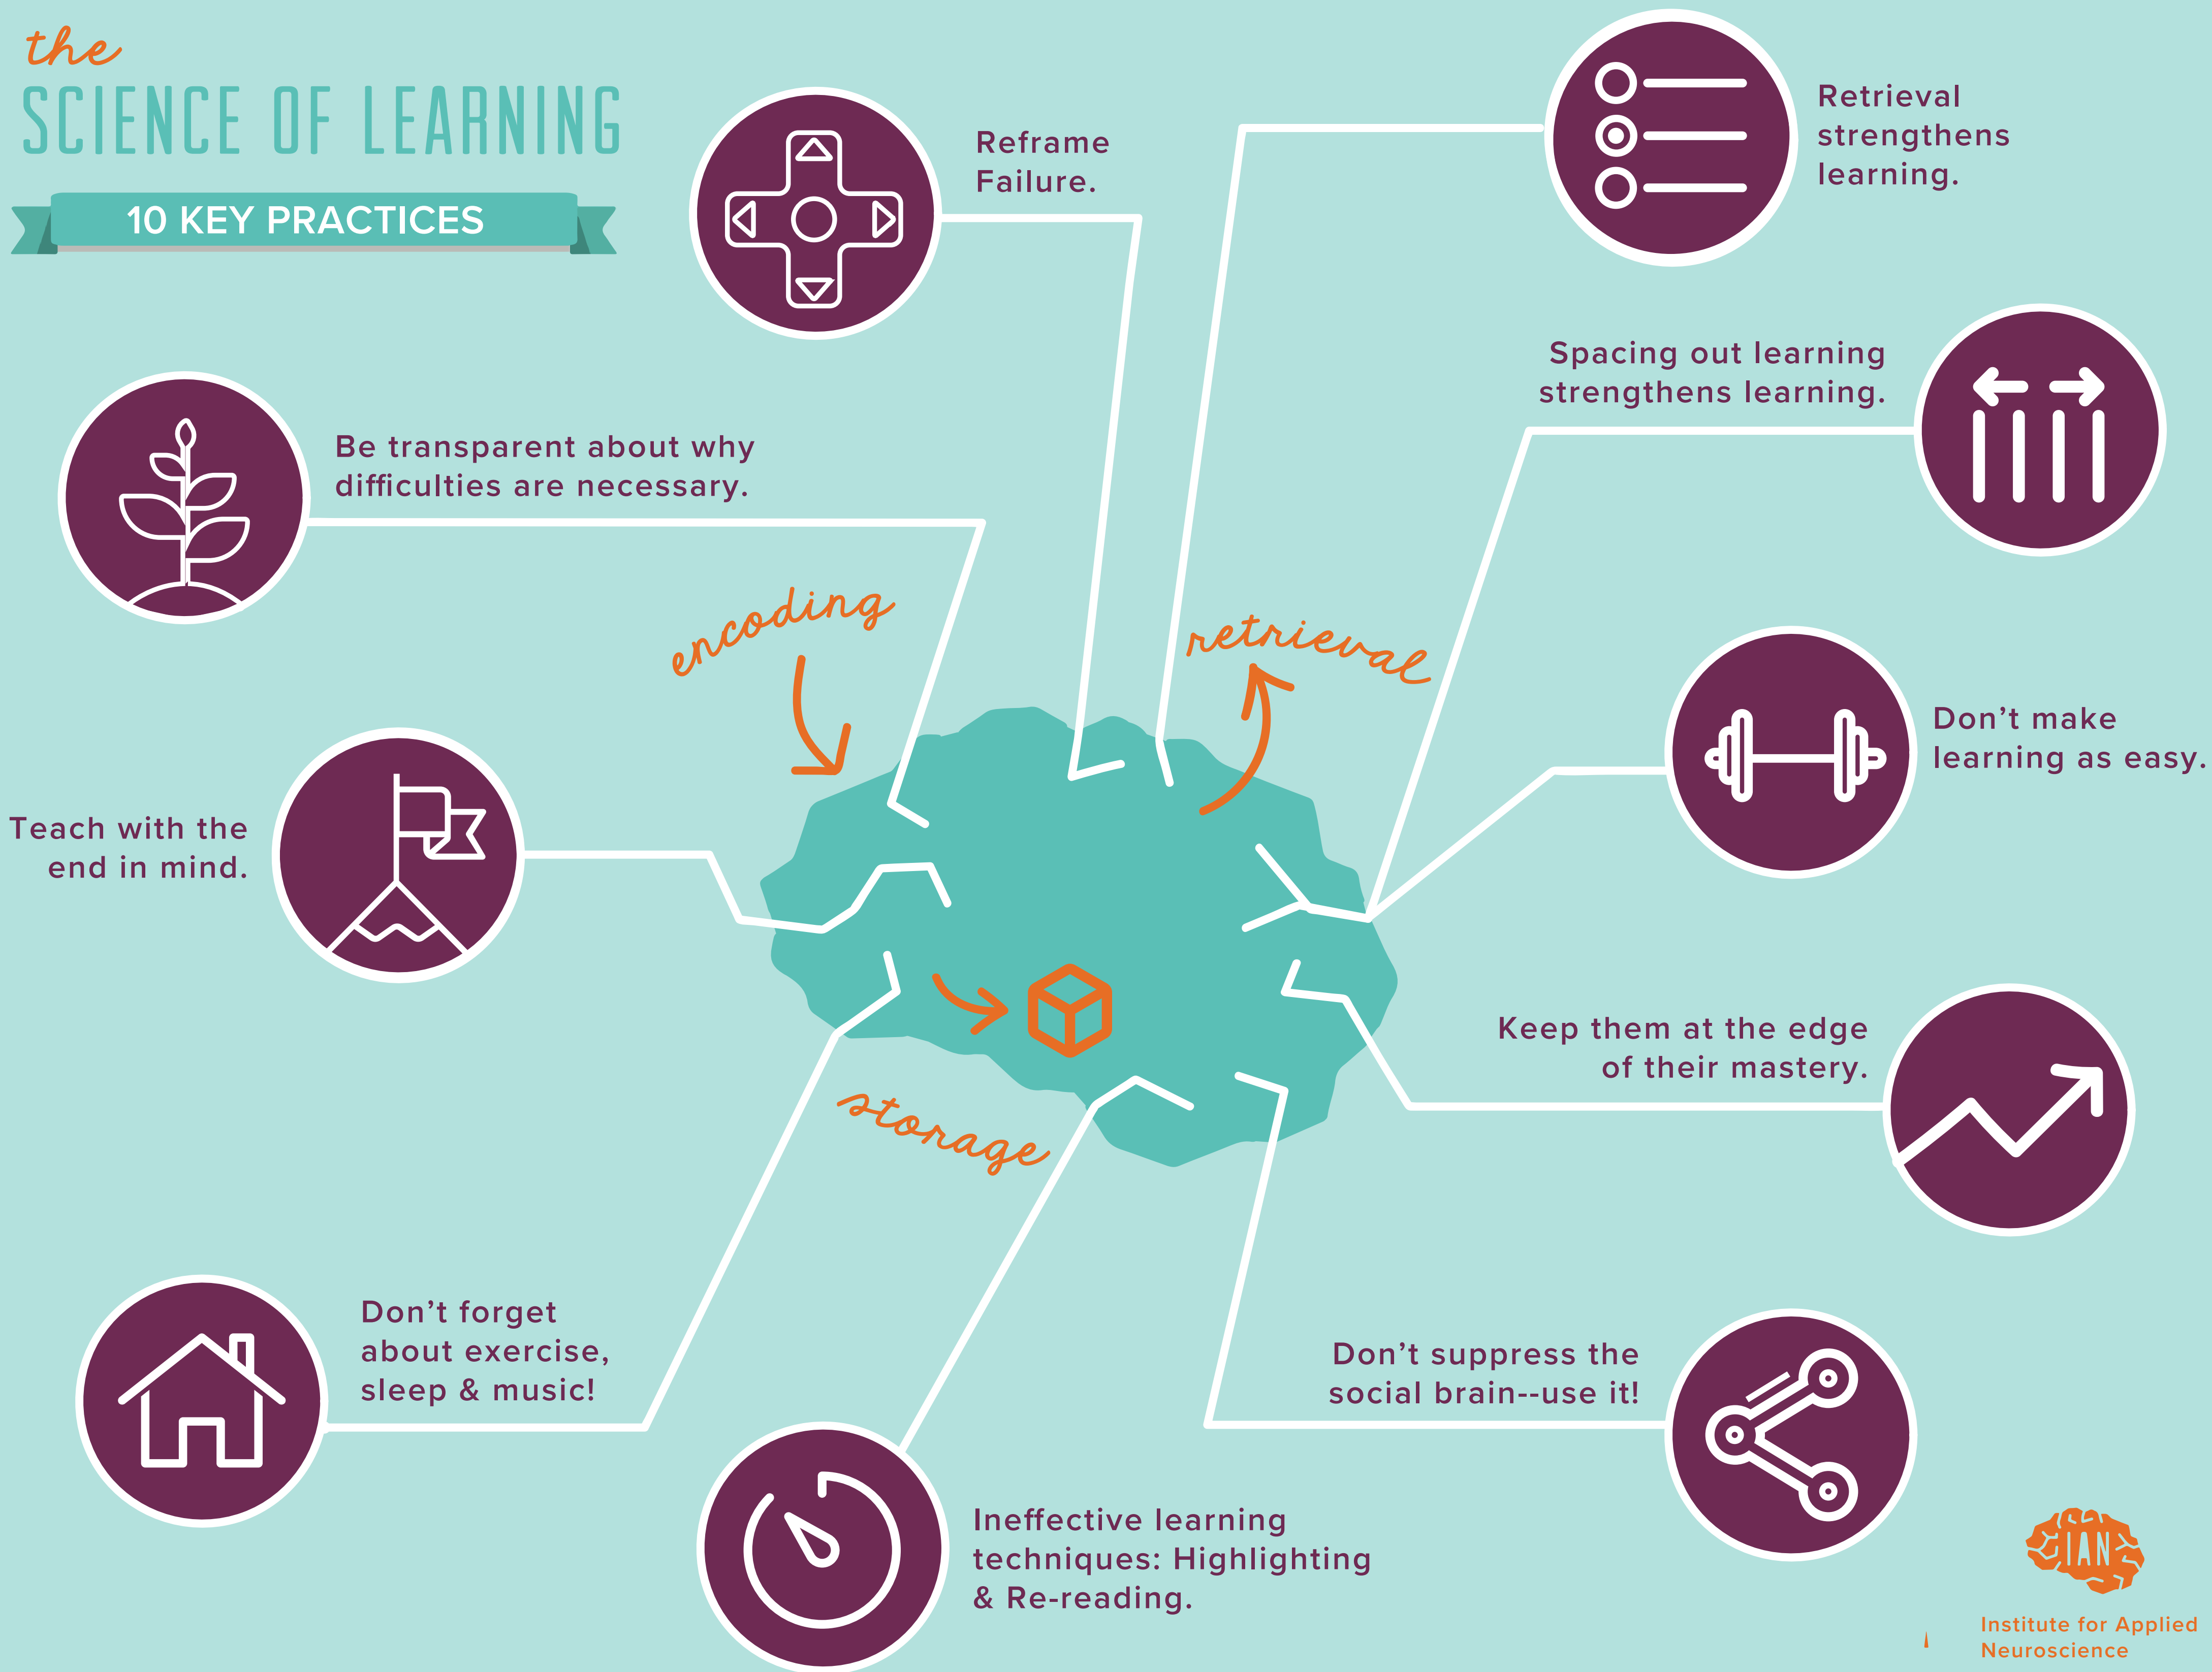 the
SCIENCE OF LEARNING
10 KEY PRACTICES
Reframe
Failure.
Retrieval
strengthens
learning.
Spacing out learning
strengthens learning.
Be transparent about why
difficulties are necessary.
encoding
retrieval
Don't make
learning as easy.
Teach with the
end in mind.
Keep them at the edge
of their mastery.
storage
Don't forget
about exercise,
sleep & music!
Don't suppress the
social brain--use it!
Ineffective learning
techniques: Highlighting
& Re-reading.
IAN
Institute for Applied
Neuroscience